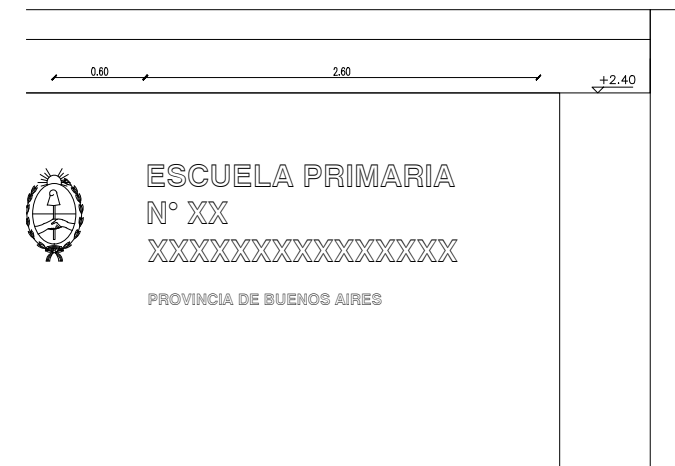 0.60 2.60
+2.40
ESCUELA PRIMARIA
N° XX
XXXXXXXXXXXXXXX
PROVINCIA DE BUENOS AIRES